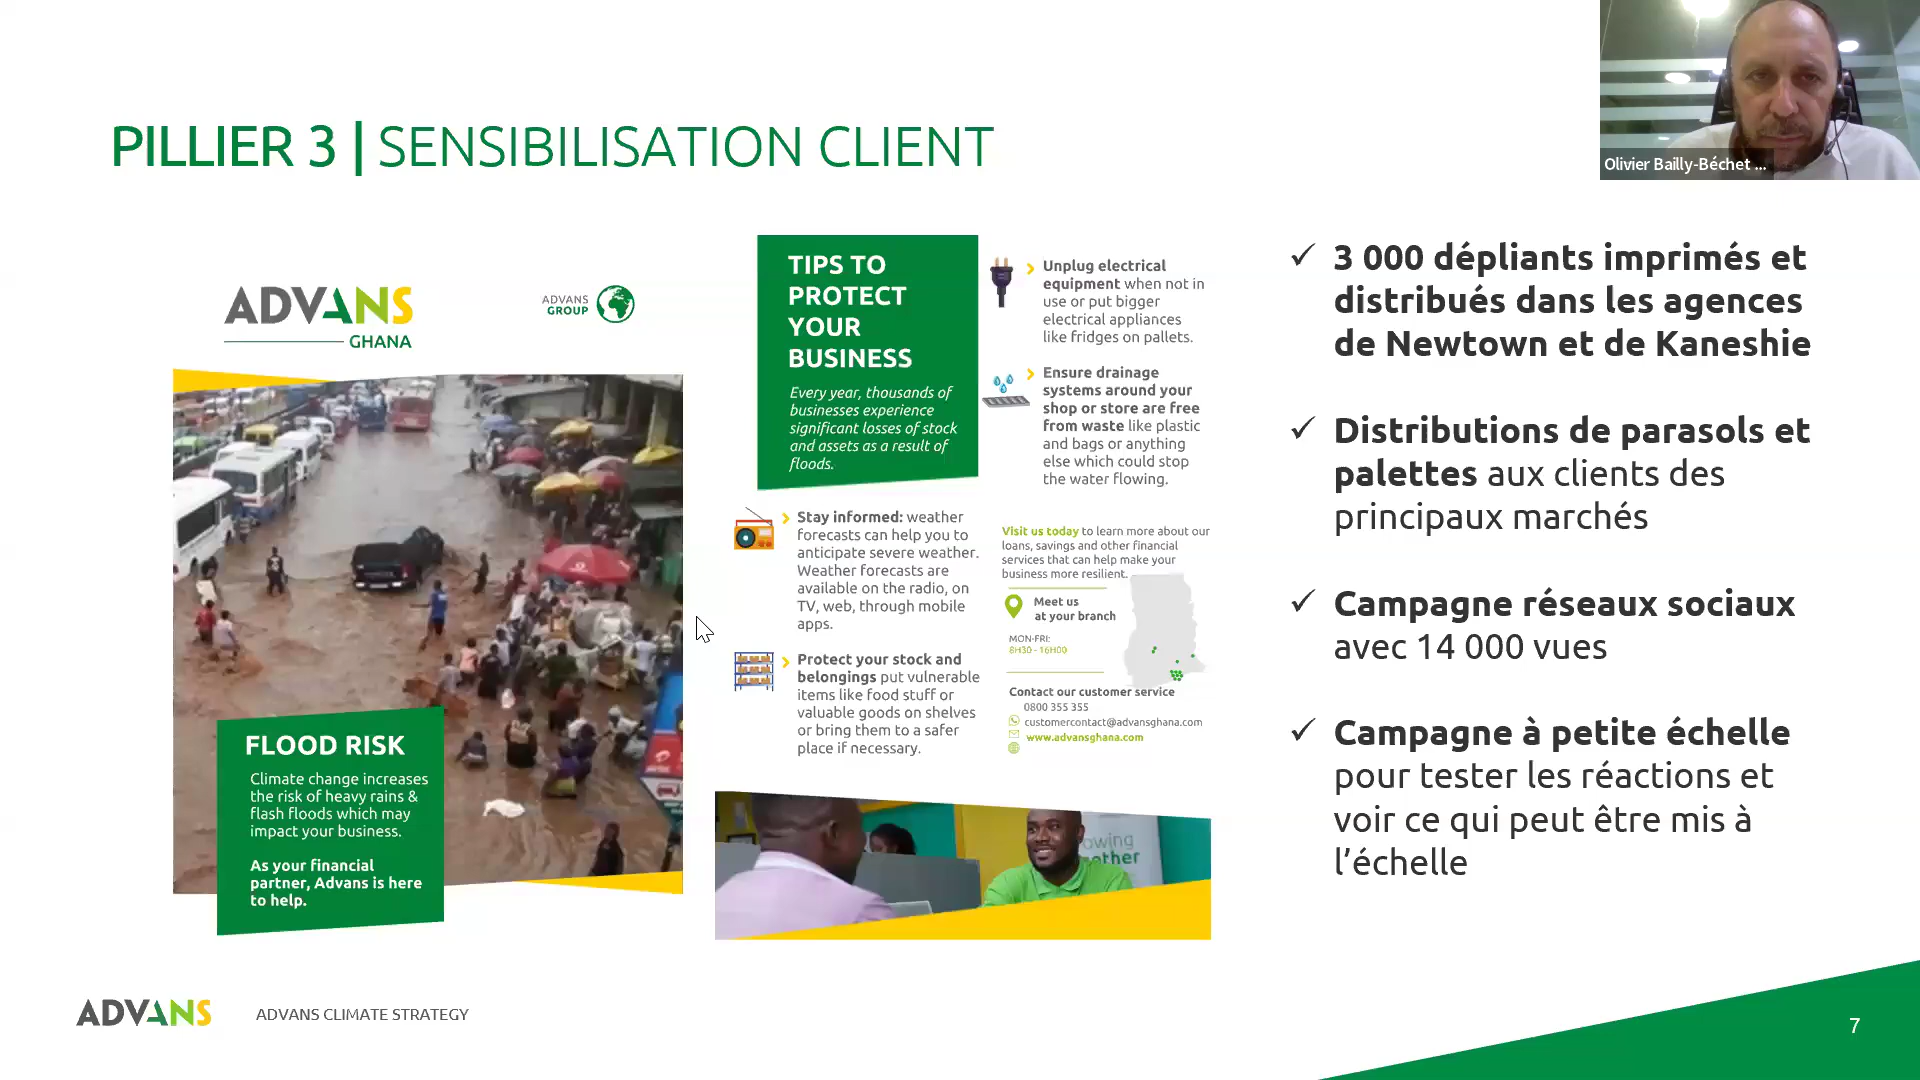 PILLIER 3 | SENSIBILISATION CLIENT
Olivier Bailly-Béchet ...
ADVANS
GHANA
ADVANS
GROUP
FLOOD RISK
Climate change increases
the risk of heavy rains &
flash floods which may
impact your business.
As your financial
partner, Advans is here
to help.
TIPS TO
PROTECT
YOUR
BUSINESS
Every year, thousands of
businesses experience
significant losses of stock
and assets as a result of
floods.
Stay informed: weather
forecasts can help you to
anticipate severe weather.
Weather forecasts are
available on the radio, on
TV, web, through mobile
apps.
Protect your stock and
belongings put vulnerable
items like food stuff or
valuable goods on shelves
or bring them to a safer
place if necessary.
Unplug electrical
equipment when not in
use or put bigger
electrical appliances
like fridges on pallets.
Ensure drainage
systems around your
shop or store are free
from waste like plastic
and bags or anything
else which could stop
the water flowing.
Visit us today to learn more about our
loans, savings and other financial
services that can help make your
business more resilient.
Meet us
at your branch
MON-FRI:
8H30 - 16H00
Contact our customer service
0800 355 355
customercontact@advansghana.com
www.advansghana.com
3 000 dépliants imprimés et
distribués dans les agences
de Newtown et de Kaneshie
Distributions de parasols et
palettes aux clients des
principaux marchés
Campagne réseaux sociaux
avec 14 000 vues
Campagne à petite échelle
pour tester les réactions et
voir ce qui peut être mis à
l'échelle
ADVANS
ADVANS CLIMATE STRATEGY
7